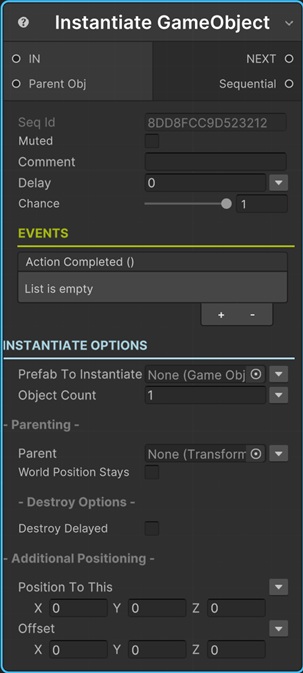 Instantiate GameObject
IN NEXT
Parent Obj Sequential
Seq Id 8DD8FCC9D523212
Muted
Comment
Delay 0
Chance 1
EVENTS
Action Completed ()
List is empty
+ -
INSTANTIATE OPTIONS
Prefab To Instantiate None (Game Obj
Object Count 1
- Parenting -
Parent None (Transform
World Position Stays
- Destroy Options -
Destroy Delayed
- Additional Positioning -
Position To This
X 0 Y 0 Z 0
Offset
X 0 Y 0 Z 0